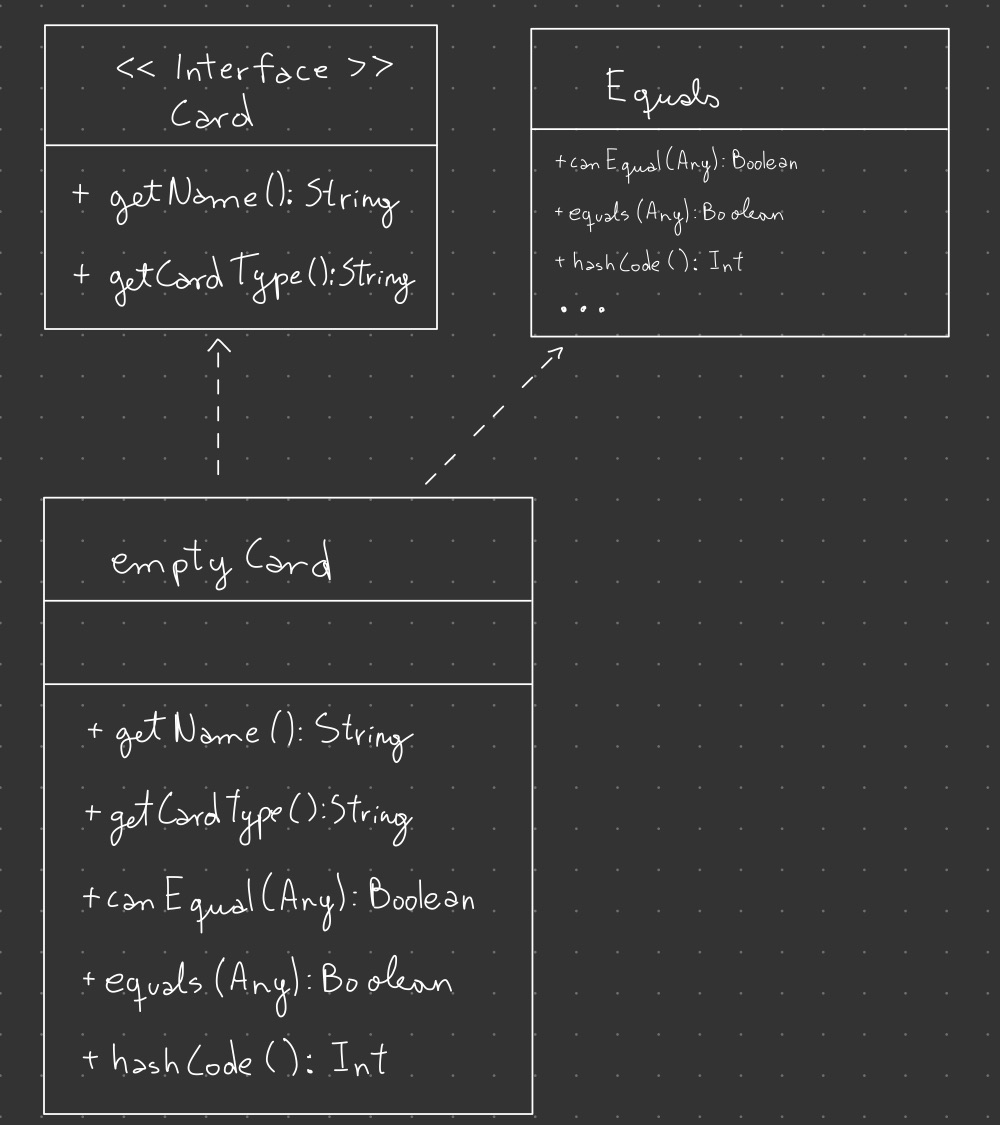 << Interface >>
Card
+ getName(): String
+ getCardType(): String
Equals
+ canEqual(Any): Boolean
+ equals(Any): Boolean
+ hashCode(): Int
...
emptyCard
+ getName(): String
+ getCardType(): String
+ canEqual(Any): Boolean
+ equals(Any): Boolean
+ hashCode(): Int